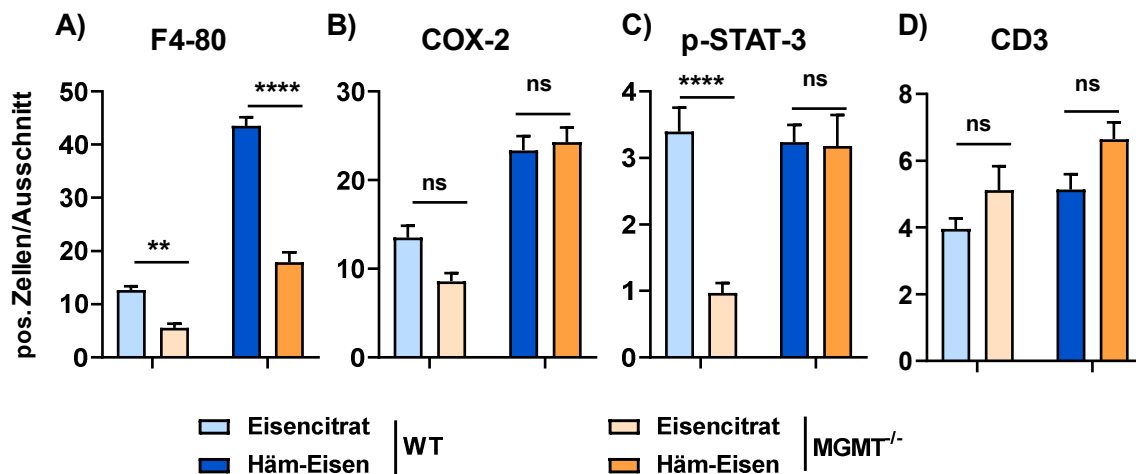 A) F4-80
B) COX-2
C) p-STAT-3
D) CD3
pos.Zellen/Ausschnitt
50
40
30
20
10
0
**
****
30
20
10
0
ns
ns
4
3
2
1
0
****
ns
8
6
4
2
0
ns
ns
Eisencitrat
Häm-Eisen
WT
Eisencitrat
Häm-Eisen
MGMT-/-